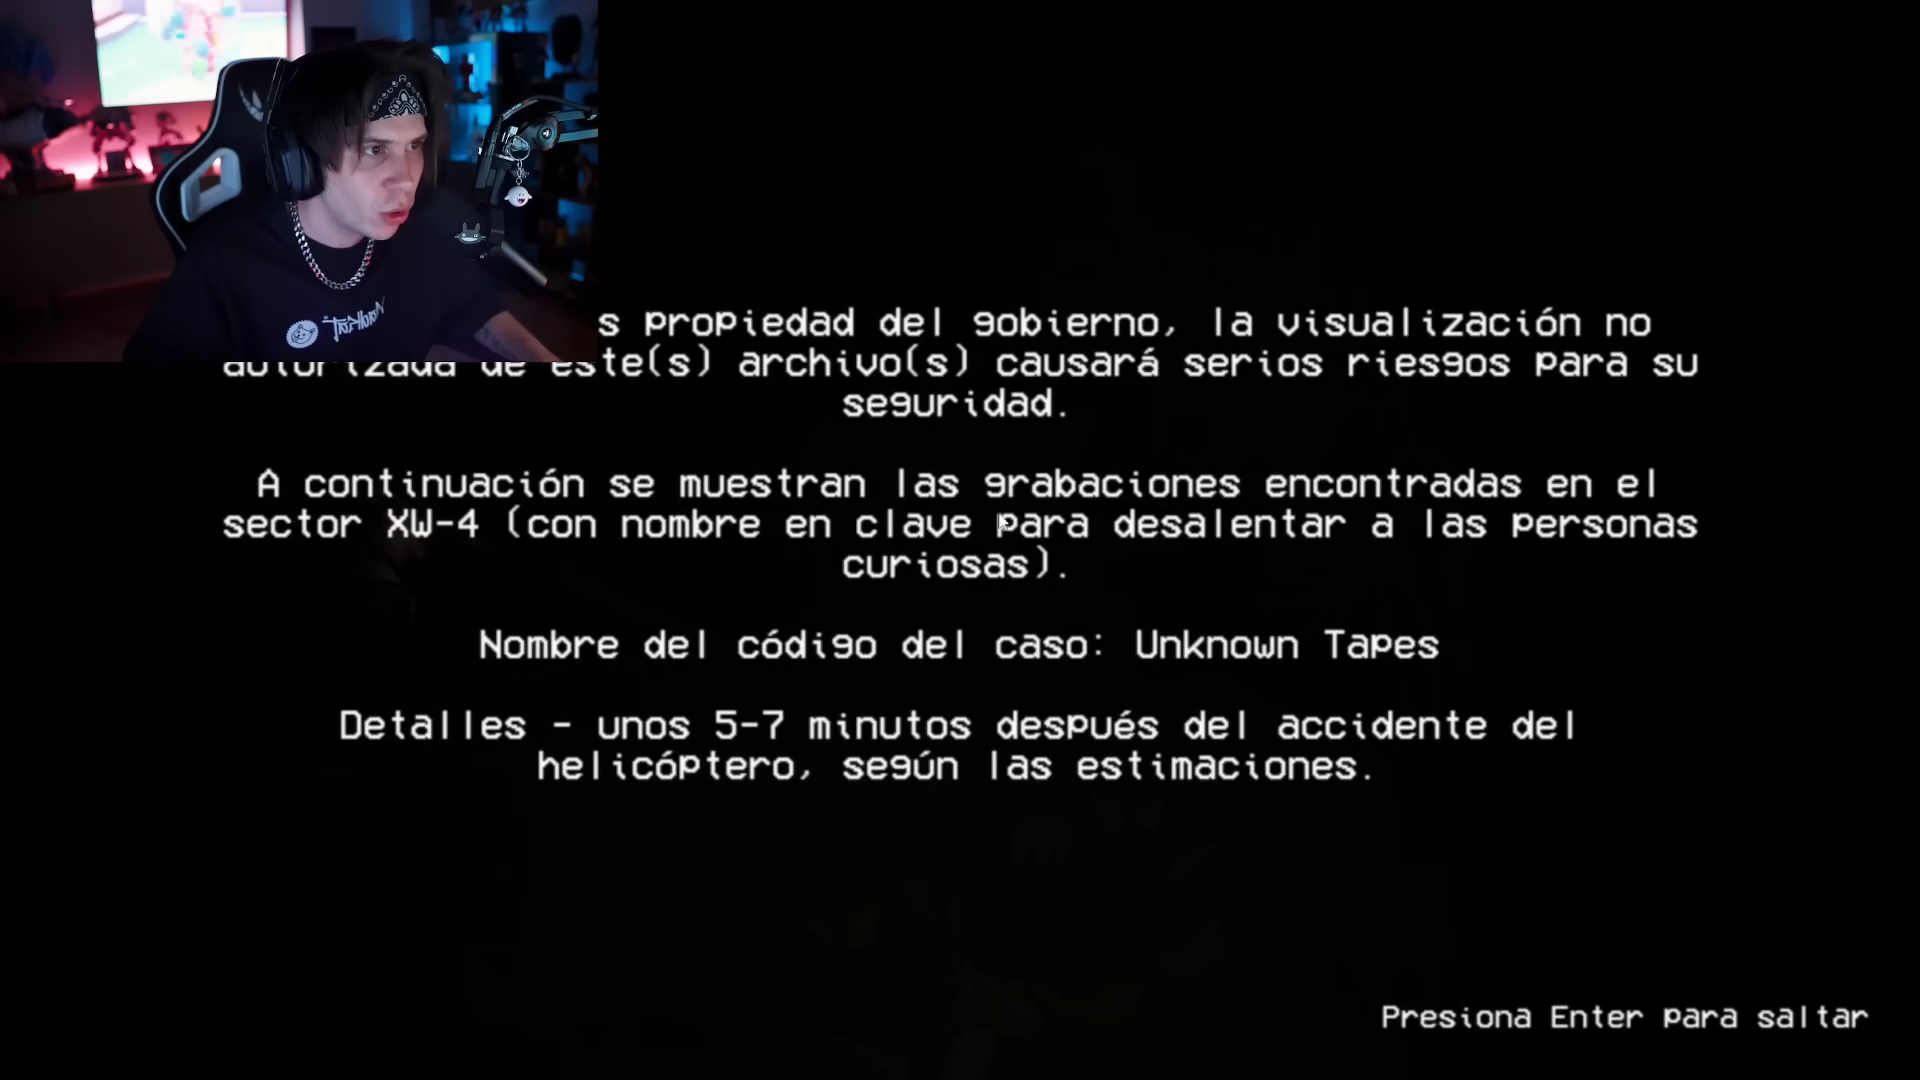 s propiedad del gobierno, la visualización no
autorizada de este(s) archivo(s) causará serios riesgos para su
seguridad.
A continuación se muestran las grabaciones encontradas en el
sector XW-4 (con nombre en clave para desalentar a las personas
curiosas).
Nombre del código del caso: Unknown Tapes
Detalles - unos 5-7 minutos después del accidente del
helicóptero, según las estimaciones.
Presiona Enter para saltar